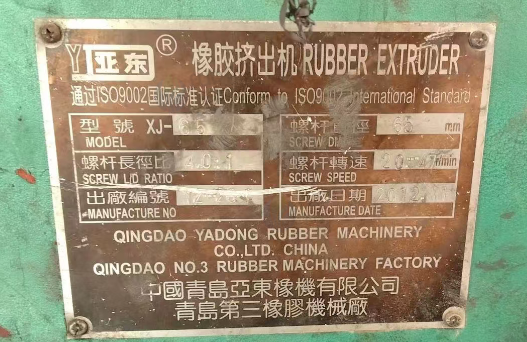 Y 亚东 ® 橡胶挤出机 RUBBER EXTRUDER
通过ISO9002国际标准认证Conform to ISO9002 International Standard
型號 XJ-
MODEL
螺杆直徑 mm
SCREW DIA
螺杆長徑比
SCREW L/D RATIO
螺杆轉速 r/min
SCREW SPEED
出廠編號
MANUFACTURE NO
出廠日期
MANUFACTURE DATE
QINGDAO YADONG RUBBER MACHINERY
CO.,LTD. CHINA
QINGDAO NO.3 RUBBER MACHINERY FACTORY
中國青島亞東橡機有限公司
青島第三橡膠機械廠